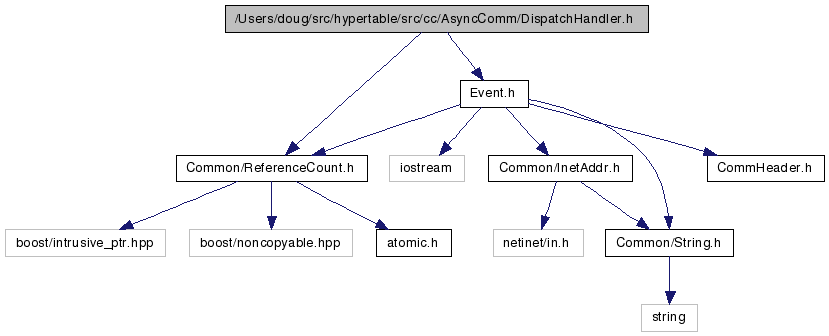 /Users/doug/src/hypertable/src/cc/AsyncComm/DispatchHandler.h
Event.h
Common/ReferenceCount.h
iostream
Common/InetAddr.h
CommHeader.h
boost/intrusive_ptr.hpp
boost/noncopyable.hpp
atomic.h
netinet/in.h
Common/String.h
string